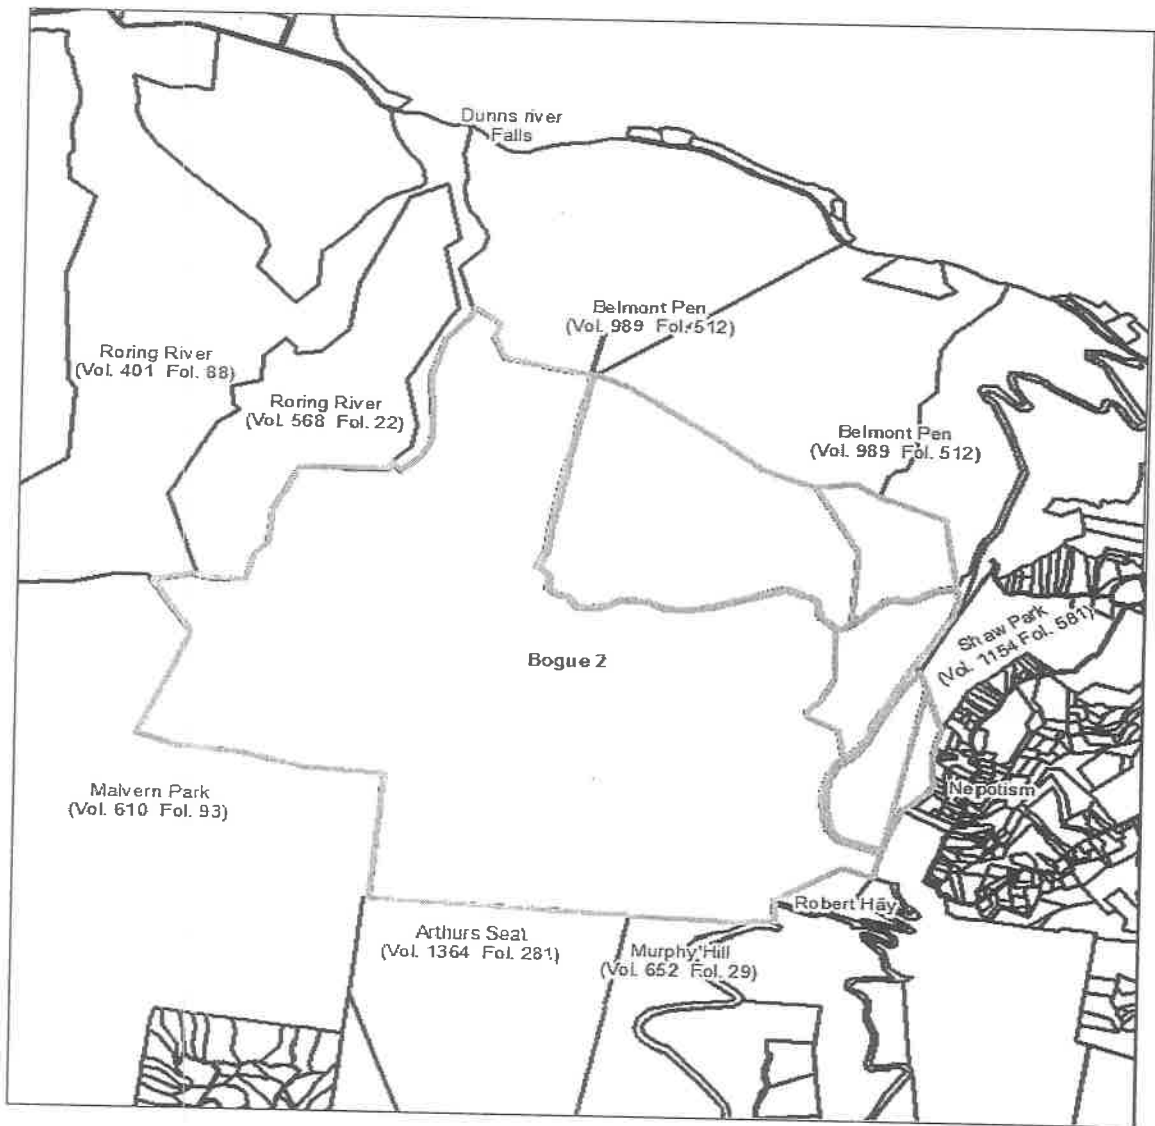 Dunns river
Falls
Belmont Pen
(Vol. 989 Fol. 512)
Roring River
(Vol. 401 Fol. 88)
Roring River
(Vol. 568 Fol. 22)
Belmont Pen
(Vol. 989 Fol. 512)
Shaw Park
(Vol. 1154 Fol. 581)
Bogue 2
Malvern Park
(Vol. 610 Fol. 93)
Nepotism
Robert Hay
Arthurs Seat
(Vol. 1364 Fol. 281)
Murphy Hill
(Vol. 652 Fol. 29)